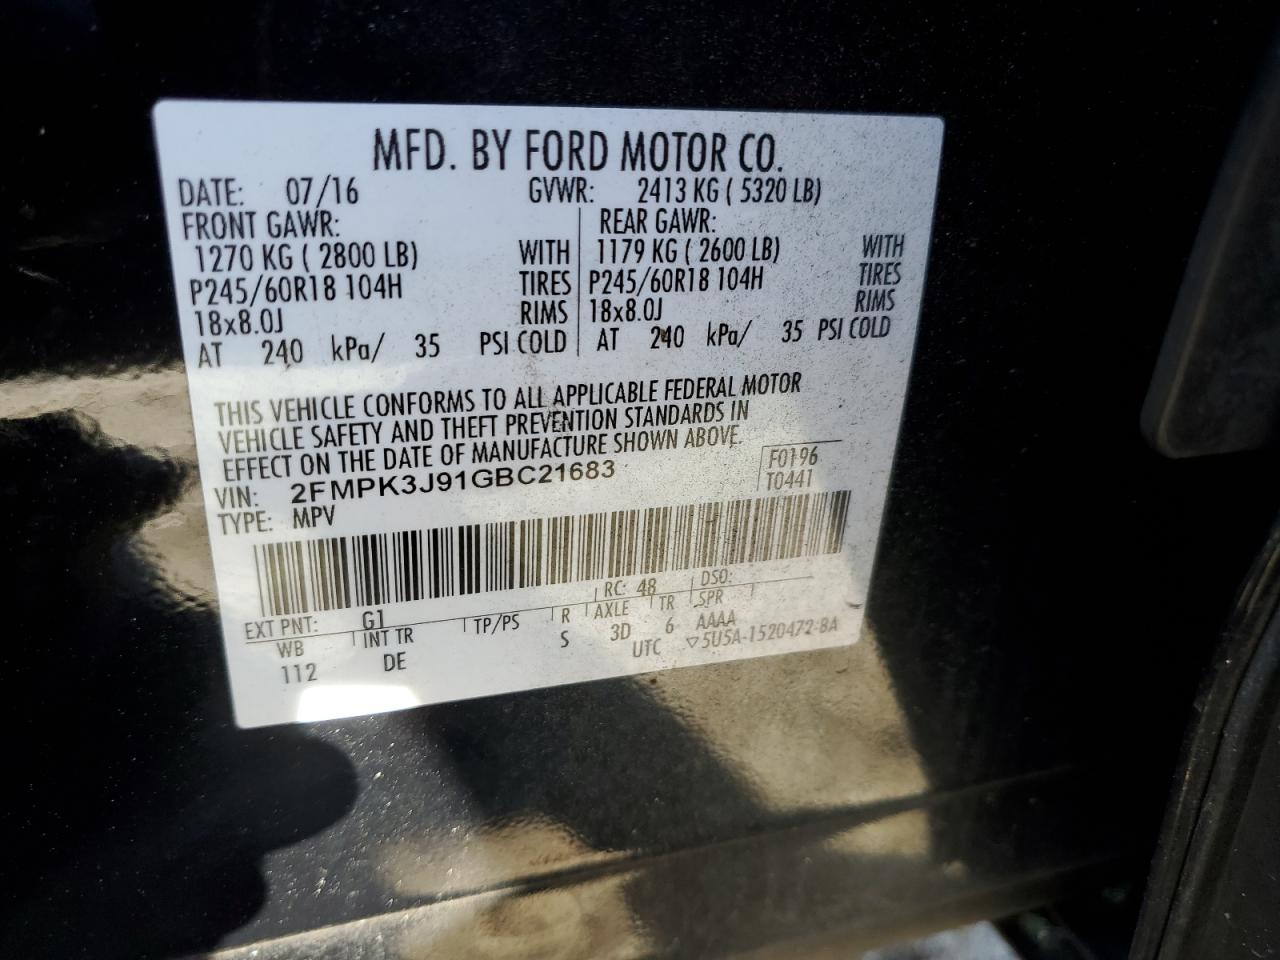 MFD. BY FORD MOTOR CO.
DATE: 07/16 GVWR: 2413 KG ( 5320 LB)
FRONT GAWR: REAR GAWR:
1270 KG ( 2800 LB) WITH 1179 KG ( 2600 LB) WITH
P245/60R18 104H TIRES P245/60R18 104H TIRES
18x8.0J RIMS 18x8.0J RIMS
AT 240 kPa/ 35 PSI COLD AT 240 kPa/ 35 PSI COLD
THIS VEHICLE CONFORMS TO ALL APPLICABLE FEDERAL MOTOR
VEHICLE SAFETY AND THEFT PREVENTION STANDARDS IN
EFFECT ON THE DATE OF MANUFACTURE SHOWN ABOVE.
VIN: 2FMPK3J91GBC21683 F0196
TYPE: MPV T0441
EXT PNT: G1 RC: 48 DSO:
WB INT TR TP/PS R AXLE TR SPR
112 DE S 3D 6 AAAA
UTC ▽5U5A-1520472-BA